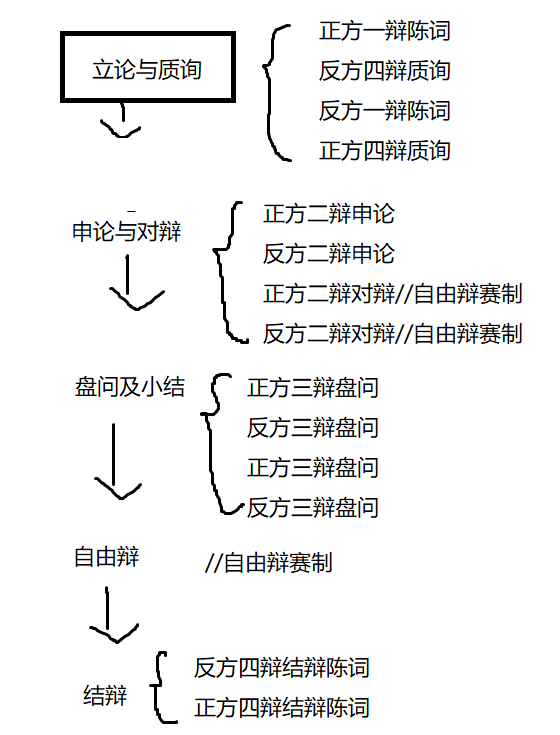 立论与质询
正方一辩陈词
反方四辩质询
反方一辩陈词
正方四辩质询
申论与对辩
正方二辩申论
反方二辩申论
正方二辩对辩//自由辩赛制
反方二辩对辩//自由辩赛制
盘问及小结
正方三辩盘问
反方三辩盘问
正方三辩盘问
反方三辩盘问
自由辩
//自由辩赛制
结辩
反方四辩结辩陈词
正方四辩结辩陈词